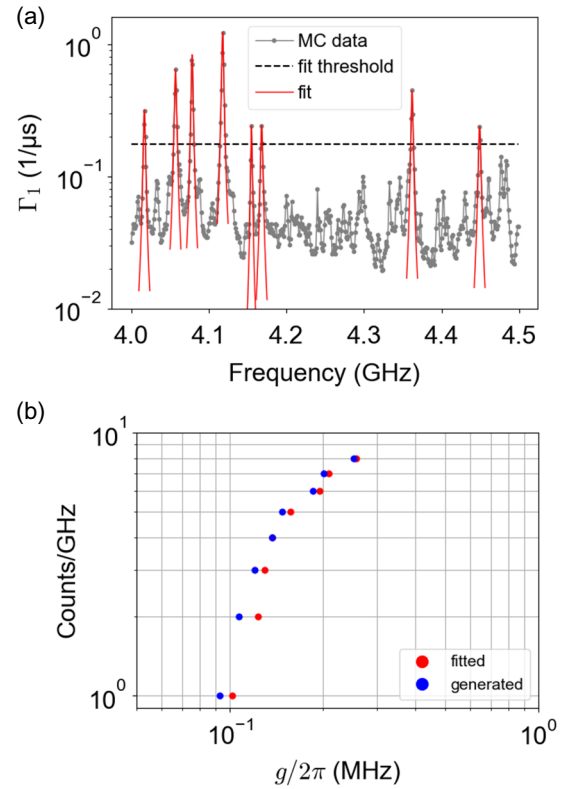 (a)
10⁰
10⁻¹
10⁻²
Γ₁ (1/μs)
MC data
fit threshold
fit
4.0 4.1 4.2 4.3 4.4 4.5
Frequency (GHz)
(b)
10¹
10⁰
Counts/GHz
fitted
generated
10⁻¹ 10⁰
g/2π (MHz)